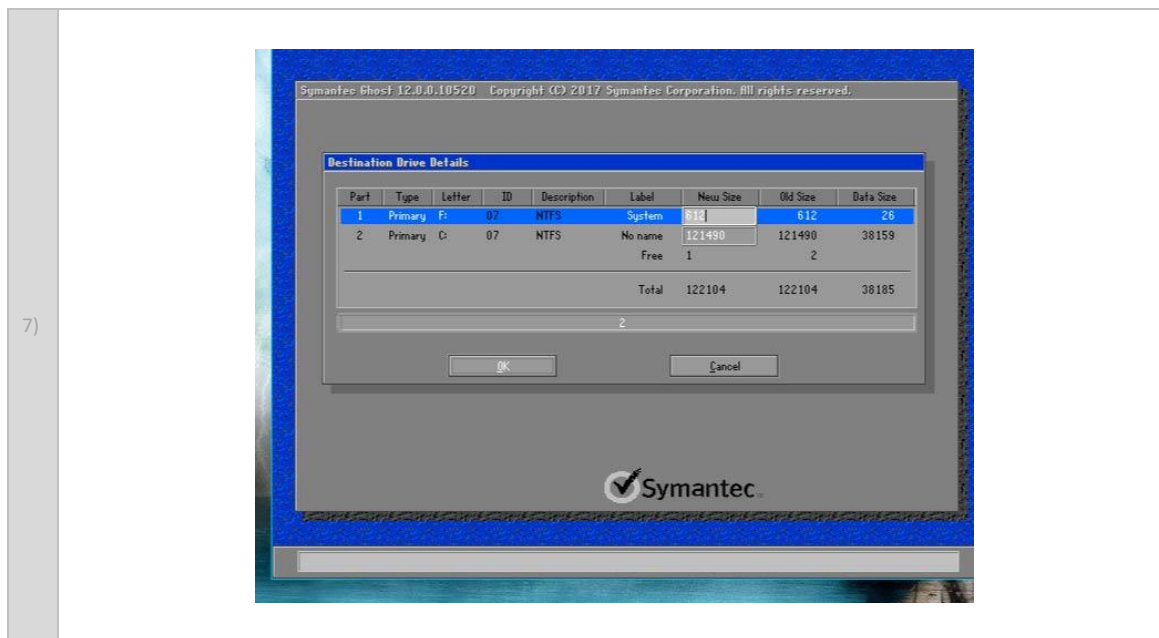 7)
Symantec Ghost 12.0.0.10520 Copyright (C) 2017 Symantec Corporation. All rights reserved.
Destination Drive Details
Part Type Letter ID Description Label New Size Old Size Data Size
1 Primary F: 07 NTFS System 612 612 26
2 Primary C: 07 NTFS No name 121490 121490 38159
Free 1 2
Total 122104 122104 38185
2
OK Cancel
Symantec